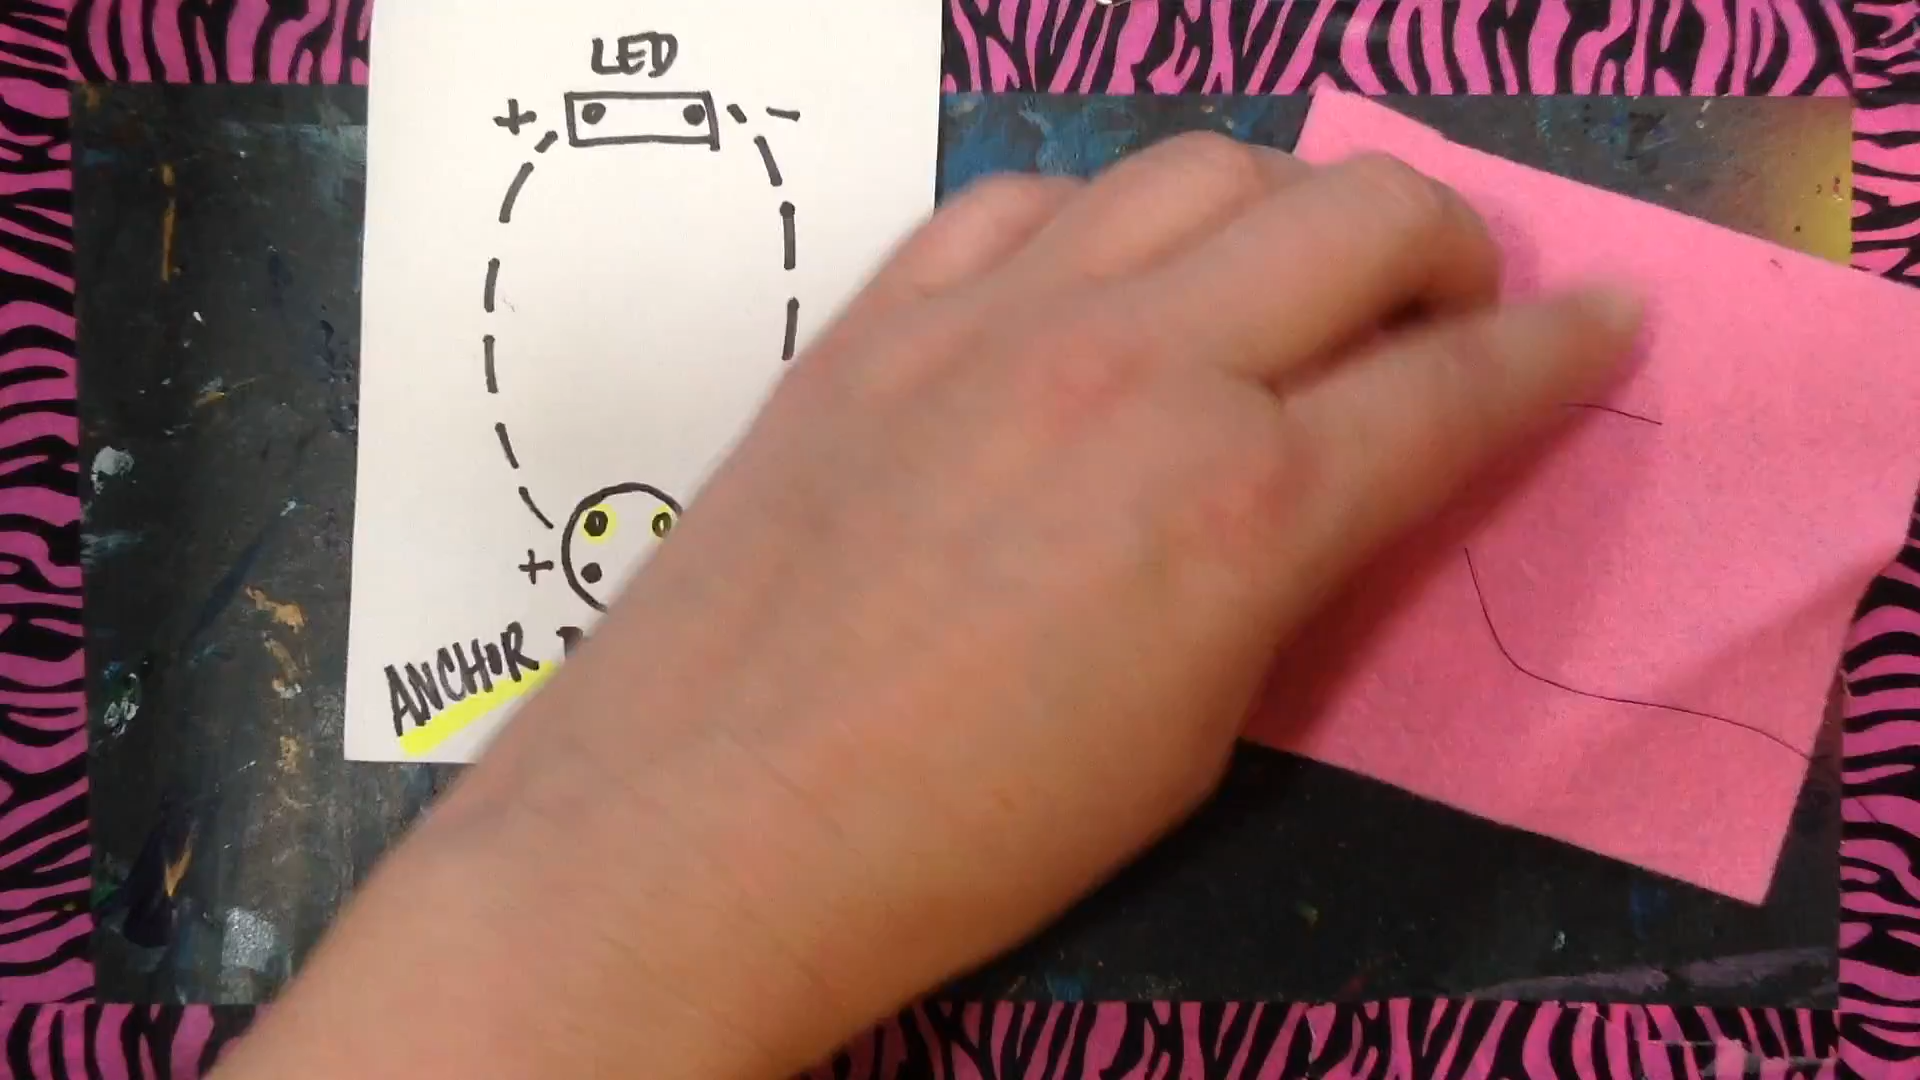 LED
+ -
+
ANCHOR